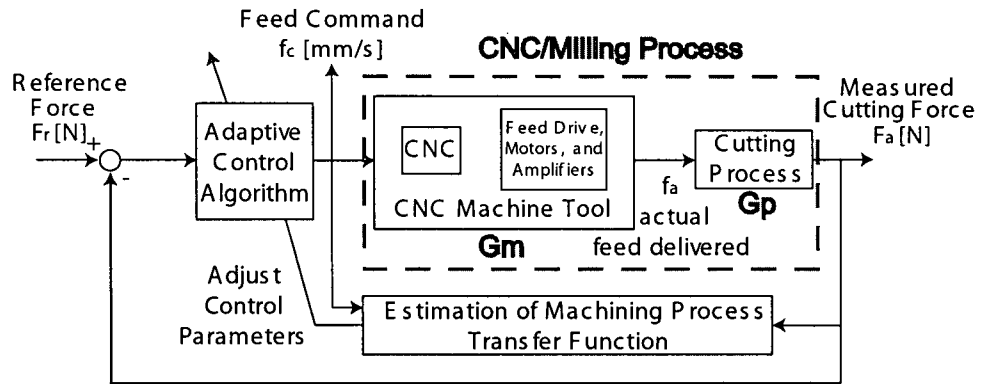 Feed Command
fc [mm/s]
CNC/Milling Process
Reference
Force
Fr [N]
+
-
Adaptive
Control
Algorithm
CNC
Feed Drive,
Motors, and
Amplifiers
CNC Machine Tool
Gm
fa
actual
feed delivered
Cutting
Process
Gp
Measured
Cutting Force
Fa [N]
Adjust
Control
Parameters
Estimation of Machining Process
Transfer Function